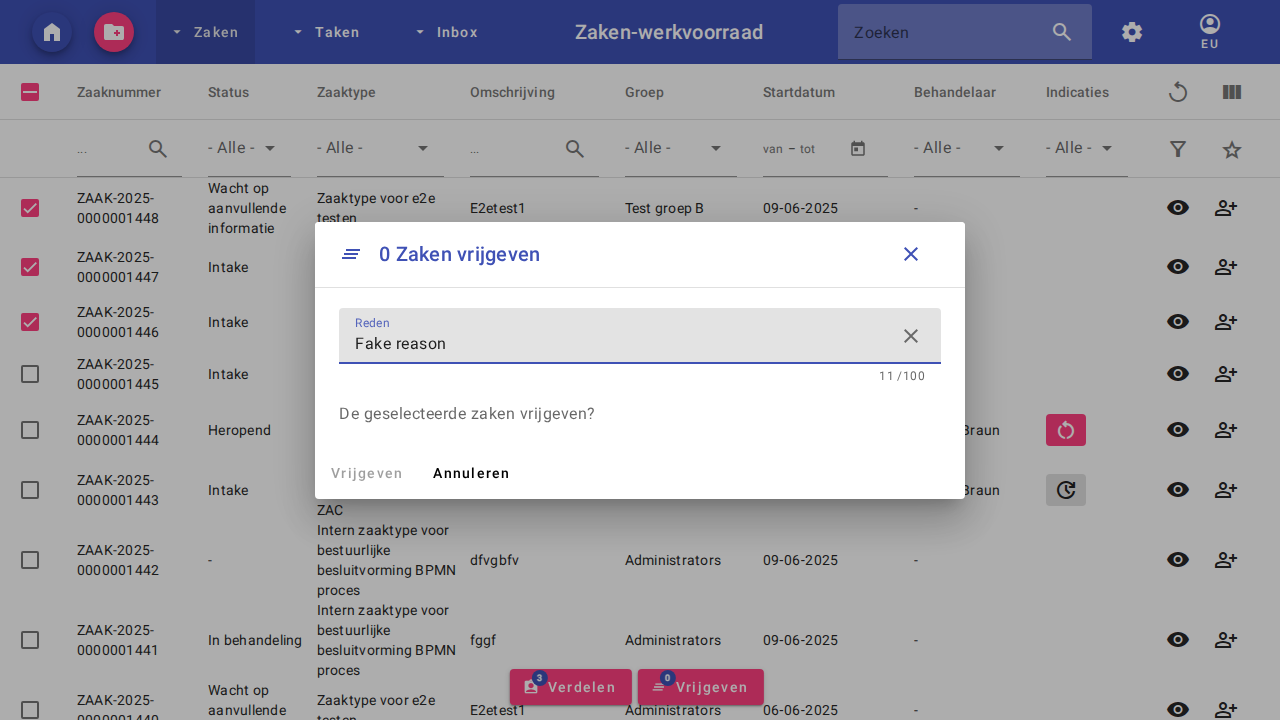 Zaken
Taken
Inbox
Zaken-werkvoorraad
Zoeken
EU
Zaaknummer
Status
Zaaktype
Omschrijving
Groep
Startdatum
Behandelaar
Indicaties
...
- Alle -
- Alle -
...
- Alle -
van – tot
- Alle -
- Alle -
ZAAK-2025-
0000001448
Wacht op
aanvullende
informatie
Zaaktype voor e2e
testen
E2etest1
Test groep B
09-06-2025
-
ZAAK-2025-
0000001447
Intake
ZAAK-2025-
0000001446
Intake
ZAAK-2025-
0000001445
Intake
ZAAK-2025-
0000001444
Heropend
Braun
ZAAK-2025-
0000001443
Intake
ZAC
Braun
0 Zaken vrijgeven
Reden
Fake reason
11 /100
De geselecteerde zaken vrijgeven?
Vrijgeven
Annuleren
ZAAK-2025-
0000001442
-
Intern zaaktype voor
bestuurlijke
besluitvorming BPMN
proces
dfvgbfv
Administrators
09-06-2025
-
ZAAK-2025-
0000001441
In behandeling
Intern zaaktype voor
bestuurlijke
besluitvorming BPMN
proces
fggf
Administrators
09-06-2025
-
ZAAK-2025-
0000001440
Wacht op
aanvullende
Zaaktype voor e2e
testen
E2etest1
Administrators
06-06-2025
-
3
Verdelen
0
Vrijgeven